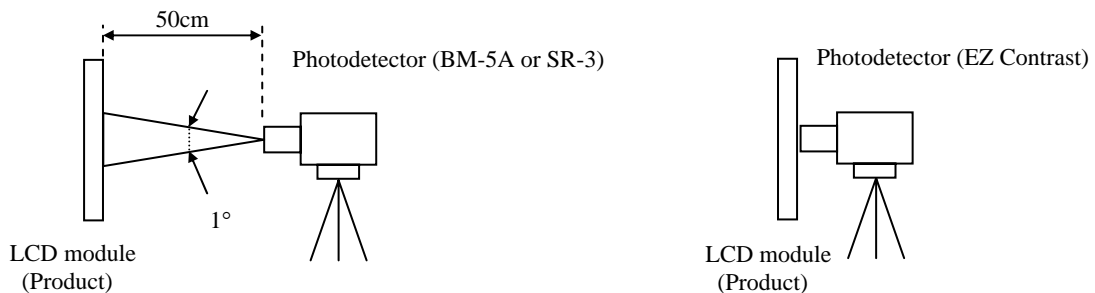 50cm
Photodetector (BM-5A or SR-3)
1°
LCD module
(Product)
Photodetector (EZ Contrast)
LCD module
(Product)